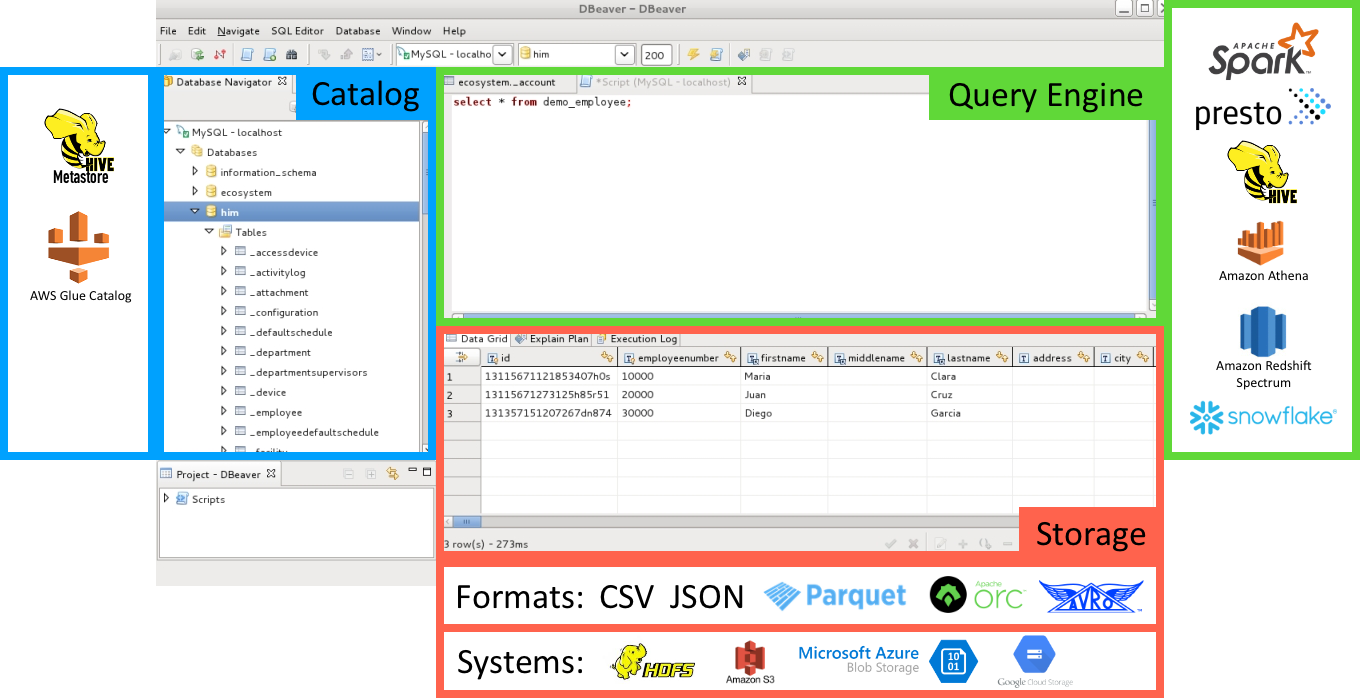 DBeaver - DBeaver
File Edit Navigate SQL Editor Database Window Help
MySQL - localho
him
200
Database Navigator
Catalog
MySQL - localhost
Databases
information_schema
ecosystem
him
Tables
_accessdevice
_activitylog
_attachment
_configuration
_defaultschedule
_department
_departmentsupervisors
_device
_employee
_employeedefaultschedule
_facility
Project - DBeaver
Scripts
HIVE
Metastore
AWS Glue Catalog
ecosystem._account
*Script (MySQL - localhost)
Query Engine
select * from demo_employee;
Data Grid Explain Plan Execution Log
id employeenumber firstname middlename lastname address city
1 13115671121853407h0s 10000 Maria Clara
2 13115671273125h85r51 20000 Juan Cruz
3 131357151207267dn874 30000 Diego Garcia
3 row(s) - 273ms
Storage
Formats: CSV JSON Parquet Apache orc AVRO
Systems: HDFS Amazon S3 Microsoft Azure Blob Storage 10 01 Google Cloud Storage
APACHE
Spark
presto
HIVE
Amazon Athena
Amazon Redshift
Spectrum
snowflake